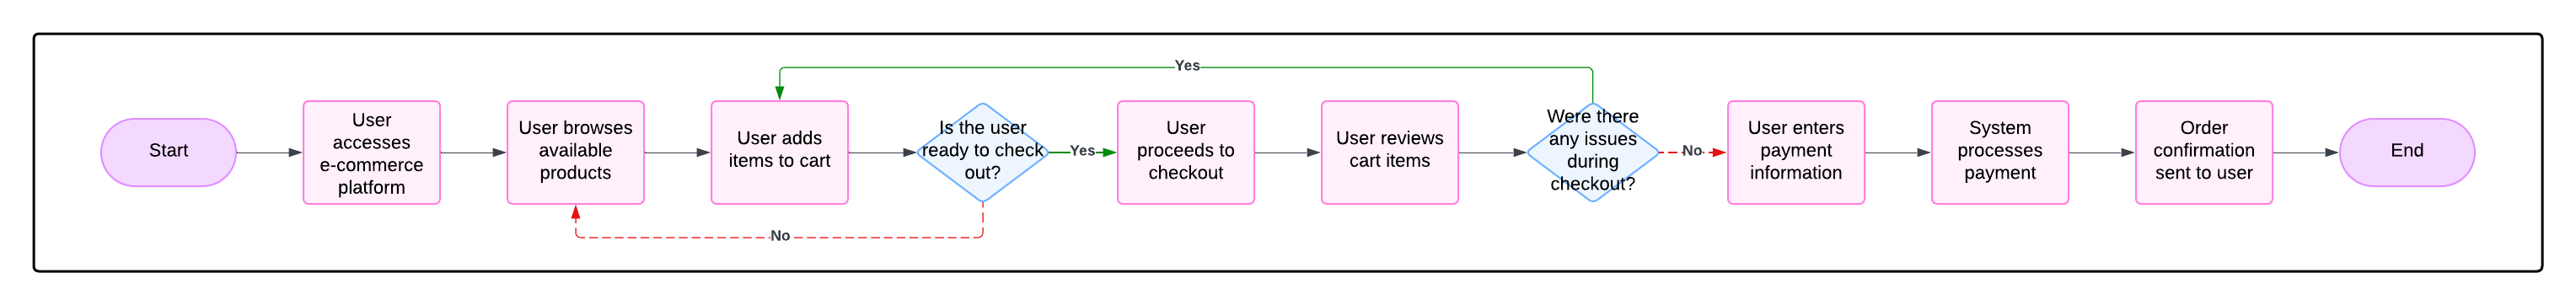 Yes
Start
User
accesses
e-commerce
platform
User browses
available
products
User adds
items to cart
Is the user
ready to check
out?
Yes
User
proceeds to
checkout
User reviews
cart items
Were there
any issues
during
checkout?
No
User enters
payment
information
System
processes
payment
Order
confirmation
sent to user
End
No